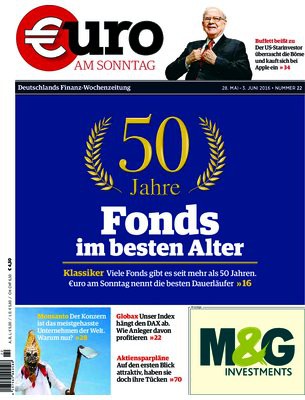 €uro
AM SONNTAG
Buffett beißt zu
Der US-Starinvestor
überrascht die Börse
und kauft sich bei
Apple ein » 34
Deutschlands Finanz-Wochenzeitung
28. MAI - 3. JUNI 2016 • NUMMER 22
50
Jahre
Fonds
im besten Alter
Klassiker Viele Fonds gibt es seit mehr als 50 Jahren.
€uro am Sonntag nennt die besten Dauerläufer » 16
€ 4,50
Monsanto Der Konzern
ist das meistgehasste
Unternehmen der Welt.
Warum nur? » 25
Globax Unser Index
hängt den DAX ab.
Wie Anleger davon
profitieren » 22
Aktiensparpläne
Auf den ersten Blick
attraktiv, haben sie
doch ihre Tücken » 70
M&G
INVESTMENTS